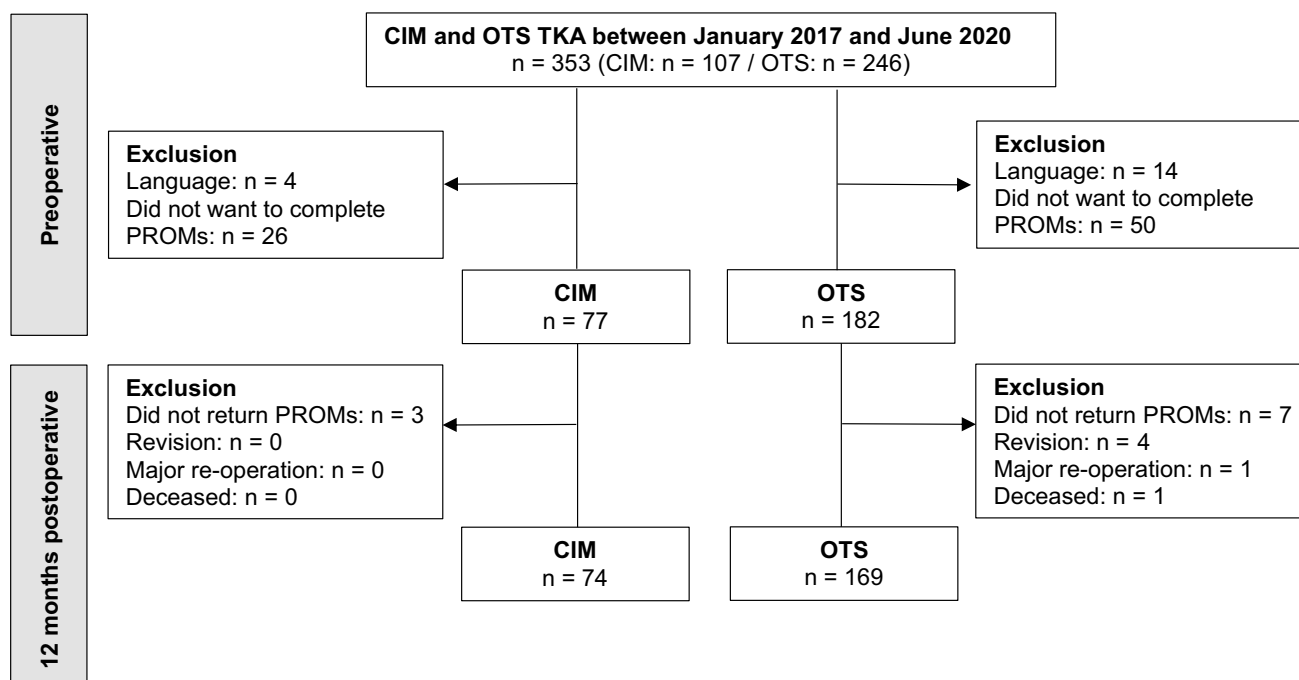 CIM and OTS TKA between January 2017 and June 2020
n = 353 (CIM: n = 107 / OTS: n = 246)
Preoperative
Exclusion
Language: n = 4
Did not want to complete
PROMs: n = 26
Exclusion
Language: n = 14
Did not want to complete
PROMs: n = 50
CIM
n = 77
OTS
n = 182
12 months postoperative
Exclusion
Did not return PROMs: n = 3
Revision: n = 0
Major re-operation: n = 0
Deceased: n = 0
Exclusion
Did not return PROMs: n = 7
Revision: n = 4
Major re-operation: n = 1
Deceased: n = 1
CIM
n = 74
OTS
n = 169